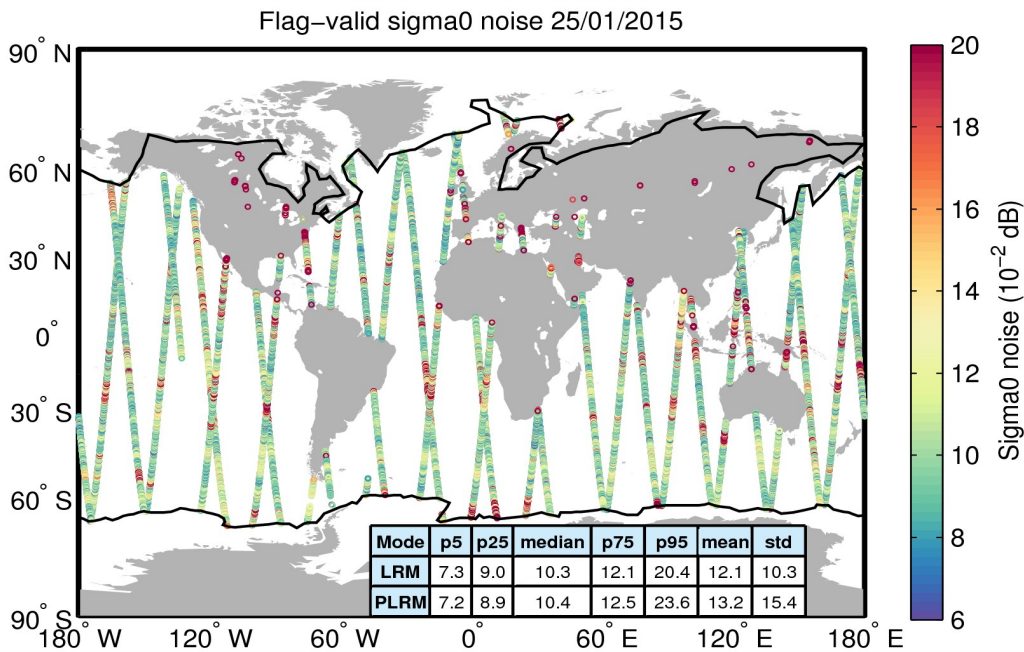 Flag−valid sigma0 noise 25/01/2015
90° N
60° N
30° N
0°
30° S
60° S
90° S
180° W
120° W
60° W
0°
60° E
120° E
180° E
20
18
16
14
12
10
8
6
Sigma0 noise (10⁻² dB)
Mode p5 p25 median p75 p95 mean std
LRM 7.3 9.0 10.3 12.1 20.4 12.1 10.3
PLRM 7.2 8.9 10.4 12.5 23.6 13.2 15.4